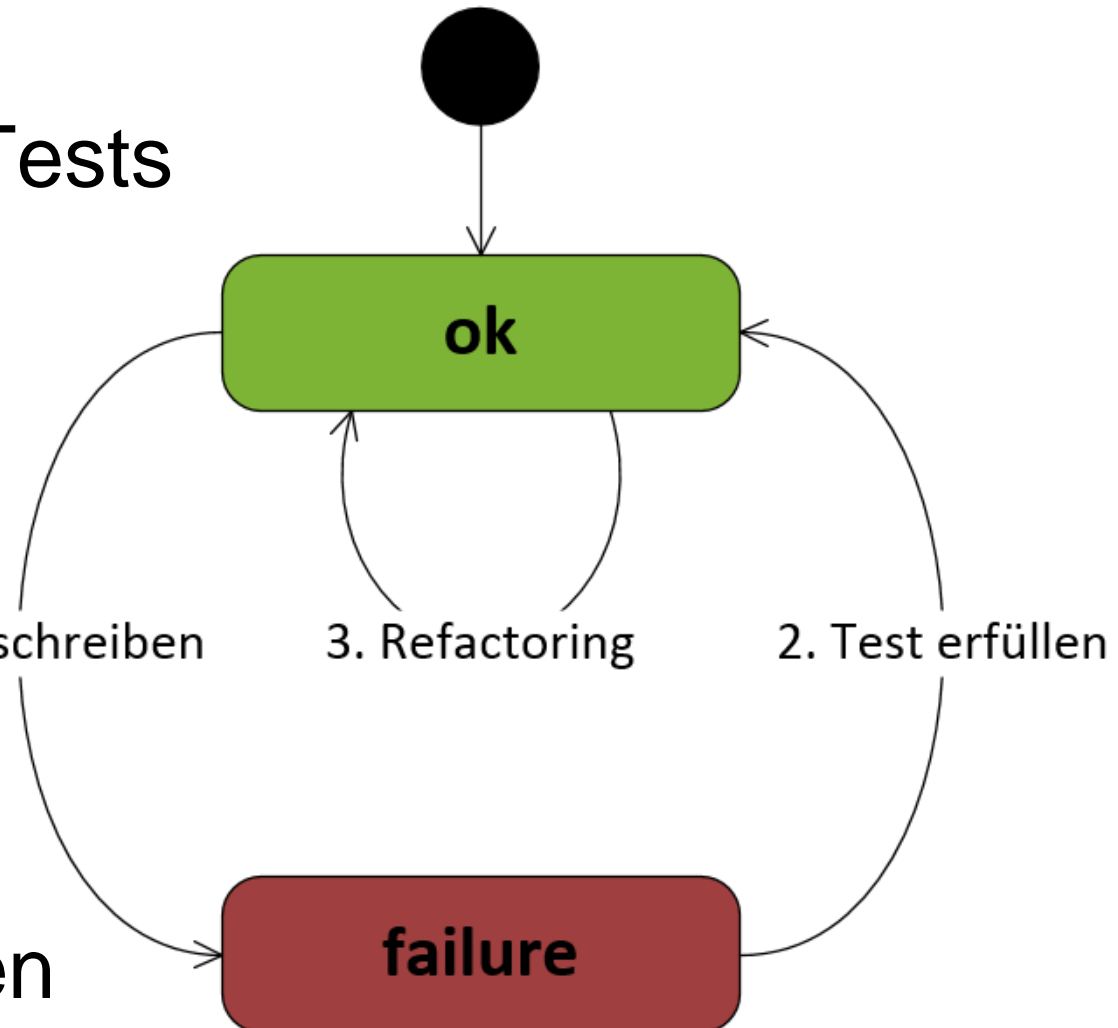 Tests
ok
schreiben
3. Refactoring
2. Test erfüllen
failure
en